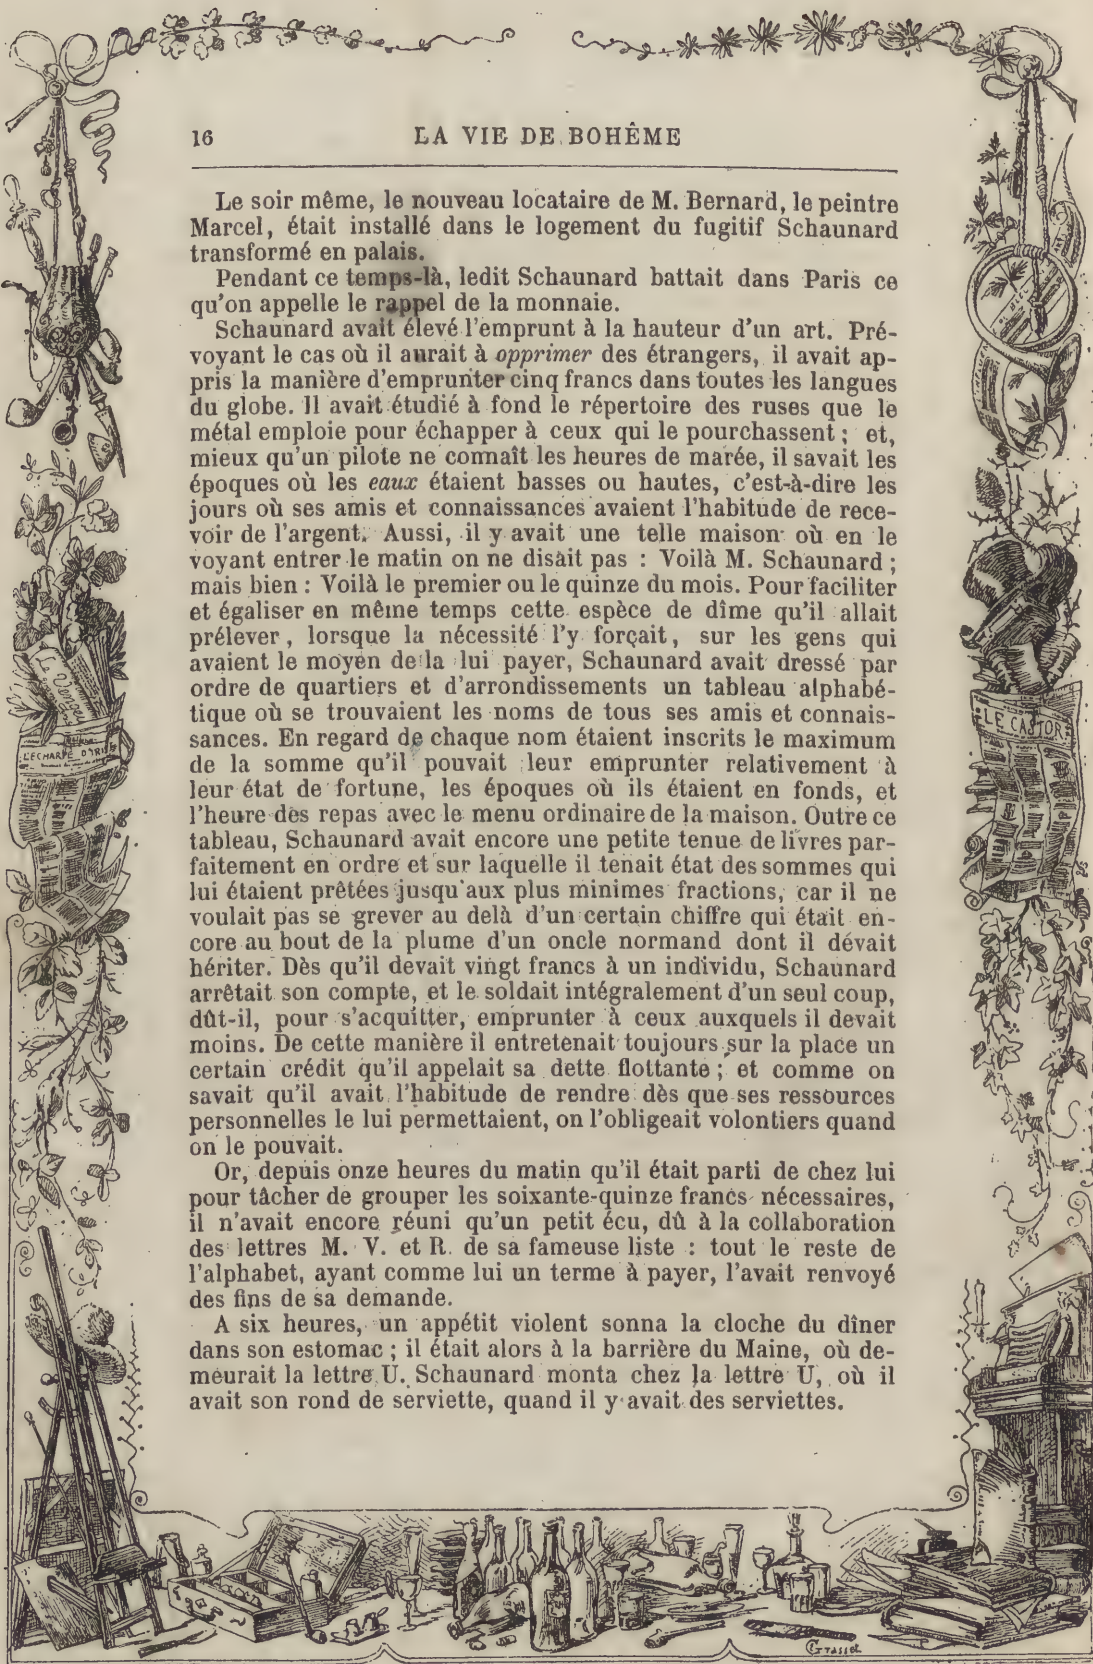 16 LA VIE DE BOHÊME
Le soir même, le nouveau locataire de M. Bernard, le peintre
Marcel, était installé dans le logement du fugitif Schaunard
transformé en palais.
Pendant ce temps-là, ledit Schaunard battait dans Paris ce
qu'on appelle le rappel de la monnaie.
Schaunard avait élevé l'emprunt à la hauteur d'un art. Pré-
voyant le cas où il aurait à opprimer des étrangers, il avait ap-
pris la manière d'emprunter cinq francs dans toutes les langues
du globe. Il avait étudié à fond le répertoire des ruses que le
métal emploie pour échapper à ceux qui le pourchassent ; et,
mieux qu'un pilote ne connaît les heures de marée, il savait les
époques où les eaux étaient basses ou hautes, c'est-à-dire les
jours où ses amis et connaissances avaient l'habitude de rece-
voir de l'argent. Aussi, il y avait une telle maison où en le
voyant entrer le matin on ne disait pas : Voilà M. Schaunard ;
mais bien : Voilà le premier ou le quinze du mois. Pour faciliter
et égaliser en même temps cette espèce de dîme qu'il allait
prélever, lorsque la nécessité l'y forçait, sur les gens qui
avaient le moyen de la lui payer, Schaunard avait dressé par
ordre de quartiers et d'arrondissements un tableau alphabé-
tique où se trouvaient les noms de tous ses amis et connais-
sances. En regard de chaque nom étaient inscrits le maximum
de la somme qu'il pouvait leur emprunter relativement à
leur état de fortune, les époques où ils étaient en fonds, et
l'heure des repas avec le menu ordinaire de la maison. Outre ce
tableau, Schaunard avait encore une petite tenue de livres par-
faitement en ordre et sur laquelle il tenait état des sommes qui
lui étaient prêtées jusqu'aux plus minimes fractions, car il ne
voulait pas se grever au delà d'un certain chiffre qui était en-
core au bout de la plume d'un oncle normand dont il devait
hériter. Dès qu'il devait vingt francs à un individu, Schaunard
arrêtait son compte, et le soldait intégralement d'un seul coup,
dût-il, pour s'acquitter, emprunter à ceux auxquels il devait
moins. De cette manière il entretenait toujours sur la place un
certain crédit qu'il appelait sa dette flottante ; et comme on
savait qu'il avait l'habitude de rendre dès que ses ressources
personnelles le lui permettaient, on l'obligeait volontiers quand
on le pouvait.
Or, depuis onze heures du matin qu'il était parti de chez lui
pour tâcher de grouper les soixante-quinze francs nécessaires,
il n'avait encore réuni qu'un petit écu, dû à la collaboration
des lettres M. V. et R. de sa fameuse liste : tout le reste de
l'alphabet, ayant comme lui un terme à payer, l'avait renvoyé
des fins de sa demande.
A six heures, un appétit violent sonna la cloche du dîner
dans son estomac ; il était alors à la barrière du Maine, où de-
meurait la lettre U. Schaunard monta chez la lettre U, où il
avait son rond de serviette, quand il y avait des serviettes.
Le Vengeur
L'ÉCHARPE D'IRIS
LE CASTOR
Grasset